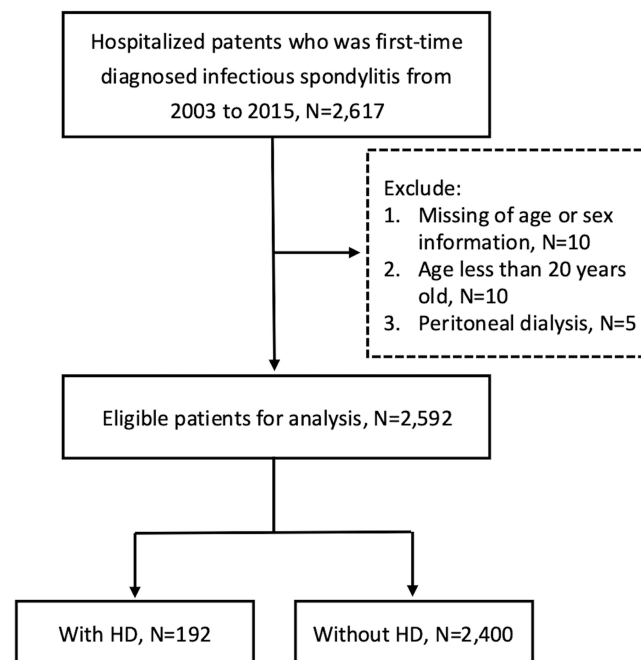 Hospitalized patents who was first-time
diagnosed infectious spondylitis from
2003 to 2015, N=2,617
Exclude:
1. Missing of age or sex
information, N=10
2. Age less than 20 years
old, N=10
3. Peritoneal dialysis, N=5
Eligible patients for analysis, N=2,592
With HD, N=192
Without HD, N=2,400